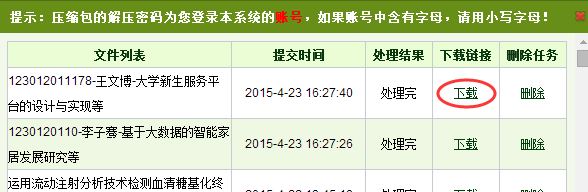 提示：压缩包的解压密码为您登录本系统的账号，如果账号中含有字母，请用小写字母！
文件列表 提交时间 处理结果 下载链接 删除任务
123012011178-王文博-大学新生服务平
台的设计与实现等 2015-4-23 16:27:40 处理完 下载 删除
1230120110-李子骞-基于大数据的智能家
居发展研究等 2015-4-23 16:27:26 处理完 删除
运用流动注射分析技术检测血清糖基化终